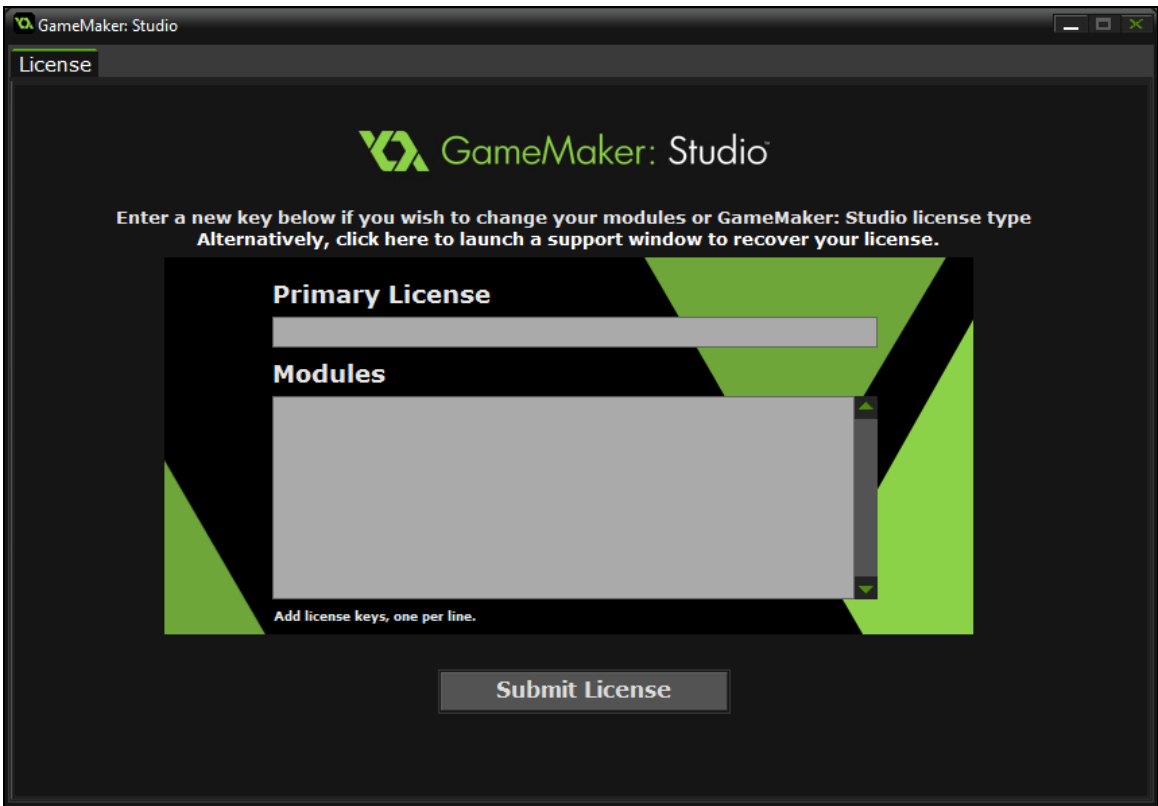 GameMaker: Studio
License
GameMaker: Studio™
Enter a new key below if you wish to change your modules or GameMaker: Studio license type
Alternatively, click here to launch a support window to recover your license.
Primary License
Modules
Add license keys, one per line.
Submit License